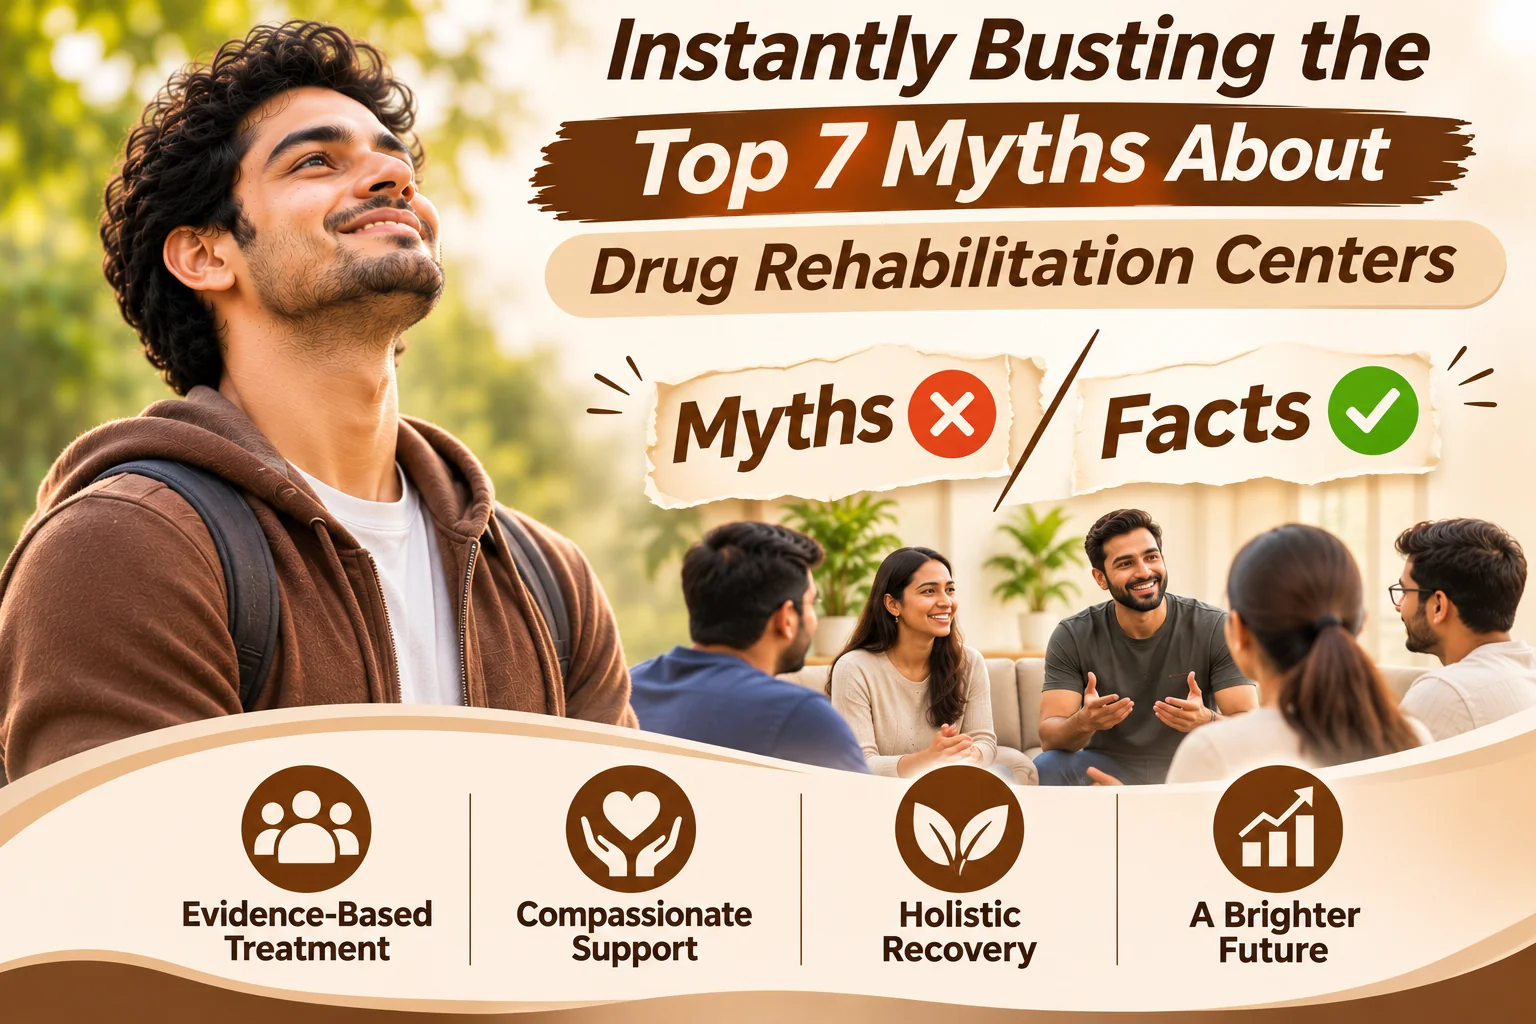 Instantly Busting the
Top 7 Myths About
Drug Rehabilitation Centers
Myths
Facts
Evidence-Based
Treatment
Compassionate
Support
Holistic
Recovery
A Brighter
Future